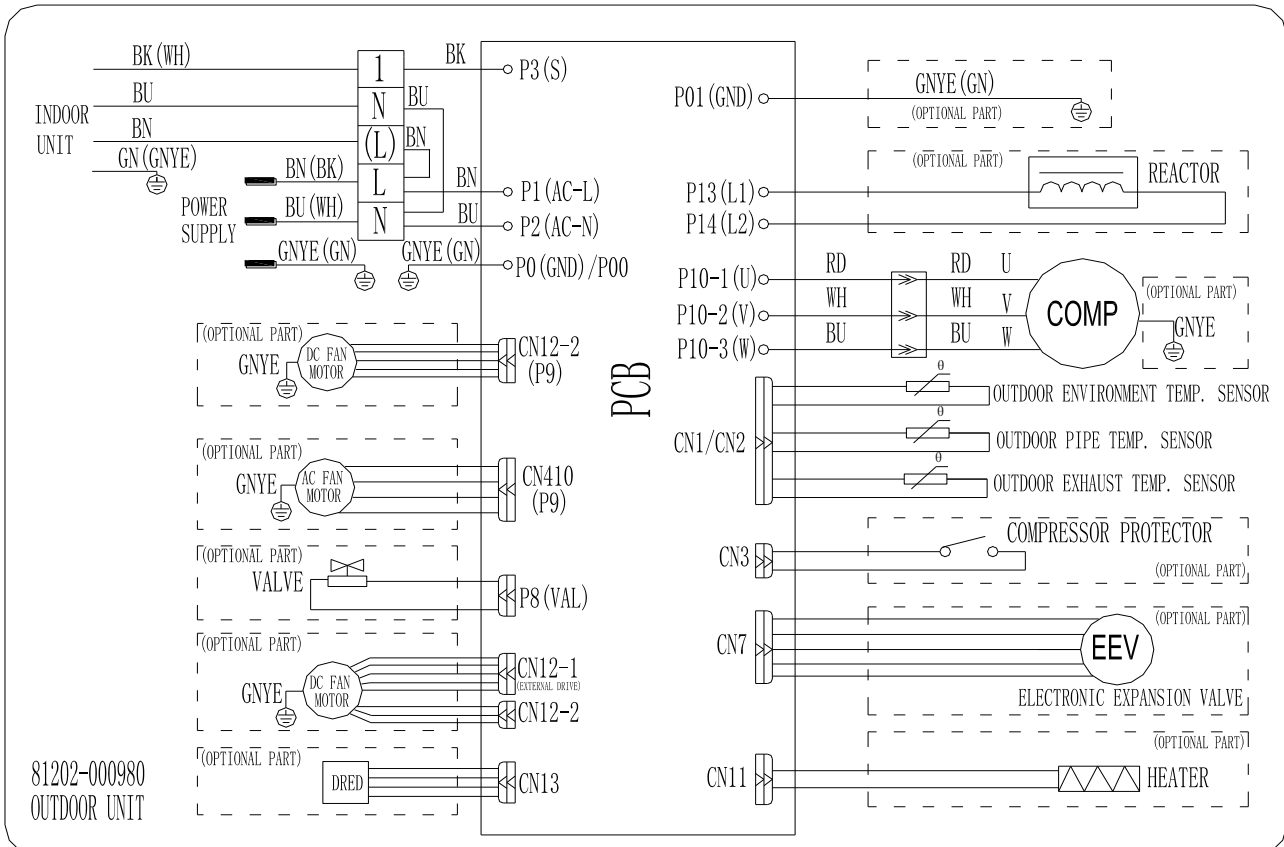 BK(WH)
1
BK
P3(S)
BU
N
BU
INDOOR
UNIT
BN
(L)
BN
GN(GNYE)
BN(BK)
L
BN
P1(AC-L)
POWER
SUPPLY
BU(WH)
N
BU
P2(AC-N)
GNYE(GN)
GNYE(GN)
P0(GND)/P00
(OPTIONAL PART)
GNYE
DC FAN
MOTOR
CN12-2
(P9)
(OPTIONAL PART)
GNYE
AC FAN
MOTOR
CN410
(P9)
(OPTIONAL PART)
VALVE
P8(VAL)
(OPTIONAL PART)
GNYE
DC FAN
MOTOR
CN12-1
(EXTERNAL DRIVE)
CN12-2
(OPTIONAL PART)
DRED
CN13
81202-000980
OUTDOOR UNIT
PCB
P01(GND)
GNYE(GN)
(OPTIONAL PART)
(OPTIONAL PART)
REACTOR
P13(L1)
P14(L2)
P10-1(U)
RD
RD
U
P10-2(V)
WH
WH
V
P10-3(W)
BU
BU
W
COMP
(OPTIONAL PART)
GNYE
CN1/CN2
θ
OUTDOOR ENVIRONMENT TEMP. SENSOR
θ
OUTDOOR PIPE TEMP. SENSOR
θ
OUTDOOR EXHAUST TEMP. SENSOR
CN3
COMPRESSOR PROTECTOR
(OPTIONAL PART)
CN7
(OPTIONAL PART)
EEV
ELECTRONIC EXPANSION VALVE
(OPTIONAL PART)
CN11
HEATER